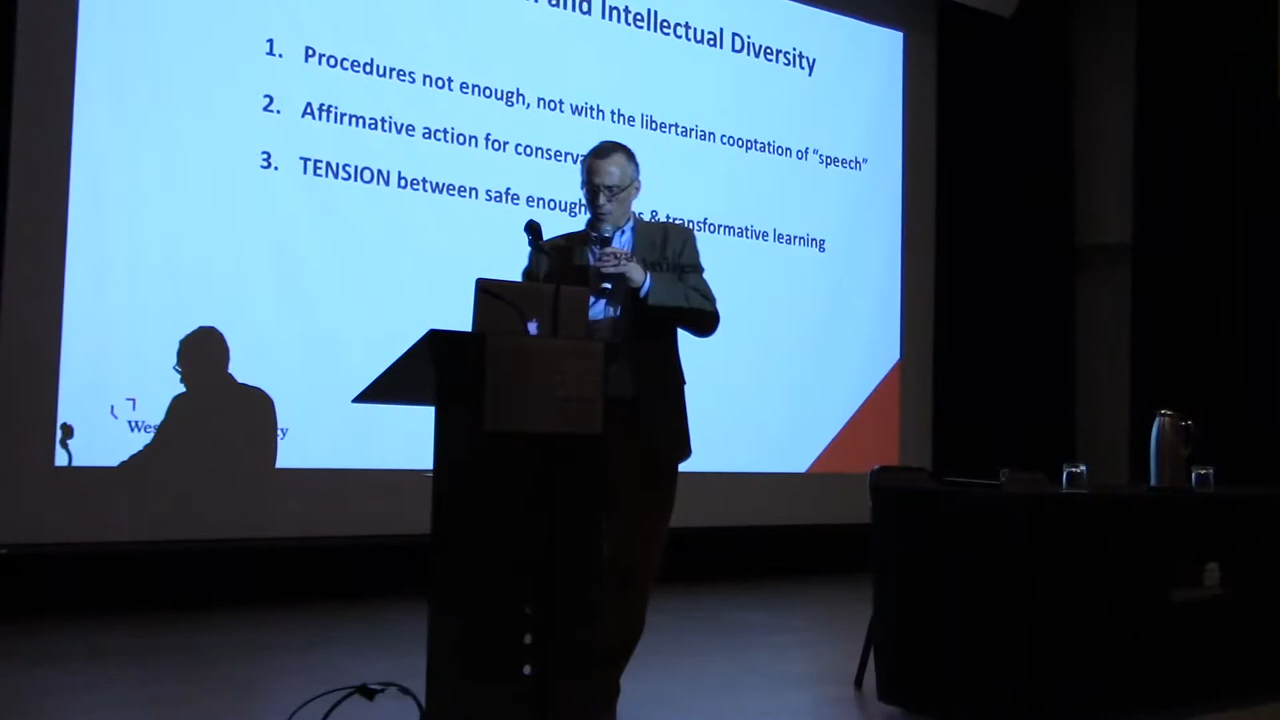 and Intellectual Diversity
1. Procedures not enough, not with the libertarian cooptation of “speech”
2. Affirmative action for
3. TENSION between safe enough & transformative learning